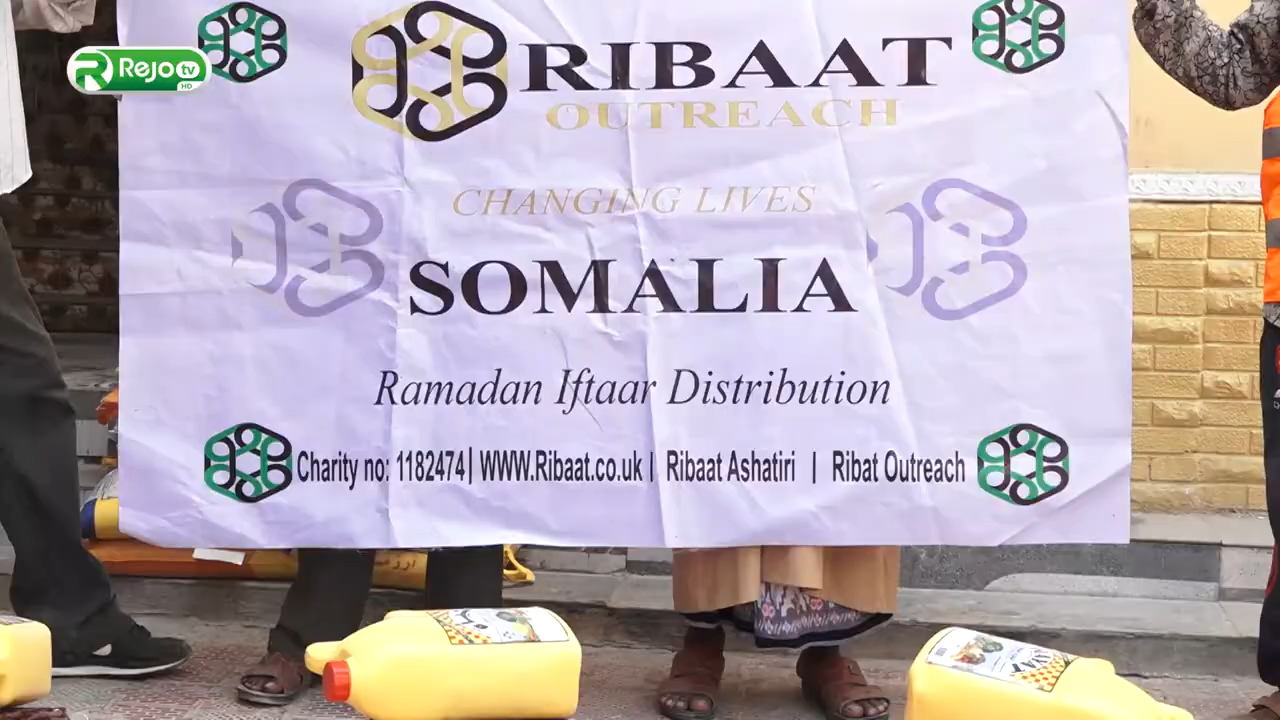 Rejo tv
HD
RIBAAT
OUTREACH
CHANGING LIVES
SOMALIA
Ramadan Iftaar Distribution
Charity no: 1182474| WWW.Ribaat.co.uk | Ribaat Ashatiri | Ribat Outreach